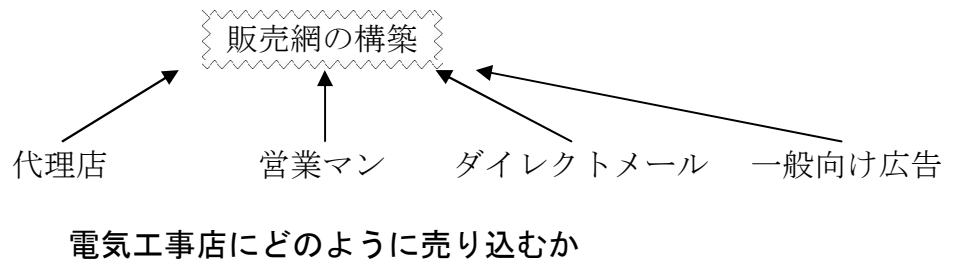 販売網の構築
代理店 営業マン ダイレクトメール 一般向け広告
電気工事店にどのように売り込むか